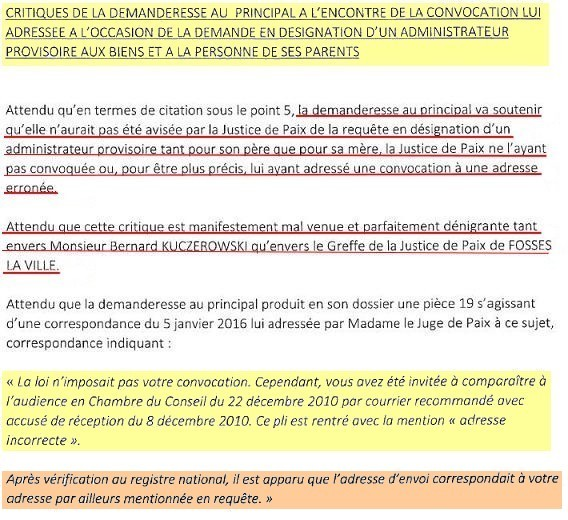 CRITIQUES DE LA DEMANDERESSE AU PRINCIPAL A L'ENCONTRE DE LA CONVOCATION LUI
ADRESSEE A L'OCCASION DE LA DEMANDE EN DESIGNATION D'UN ADMINISTRATEUR
PROVISOIRE AUX BIENS ET A LA PERSONNE DE SES PARENTS
Attendu qu'en termes de citation sous le point 5, la demanderesse au principal va soutenir
qu'elle n'aurait pas été avisée par la Justice de Paix de la requête en désignation d'un
administrateur provisoire tant pour son père que pour sa mère, la Justice de Paix ne l'ayant
pas convoquée ou, pour être plus précis, lui ayant adressé une convocation à une adresse
erronée.
Attendu que cette critique est manifestement mal venue et parfaitement dénigrante tant
envers Monsieur Bernard KUCZEROWSKI qu'envers le Greffe de la Justice de Paix de FOSSES
LA VILLE.
Attendu que la demanderesse au principal produit en son dossier une pièce 19 s'agissant
d'une correspondance du 5 janvier 2016 lui adressée par Madame le Juge de Paix à ce sujet,
correspondance indiquant :
« La loi n'imposait pas votre convocation. Cependant, vous avez été invitée à comparaître à
l'audience en Chambre du Conseil du 22 décembre 2010 par courrier recommandé avec
accusé de réception du 8 décembre 2010. Ce pli est rentré avec la mention « adresse
incorrecte ».
Après vérification au registre national, il est apparu que l'adresse d'envoi correspondait à votre
adresse par ailleurs mentionnée en requête. »